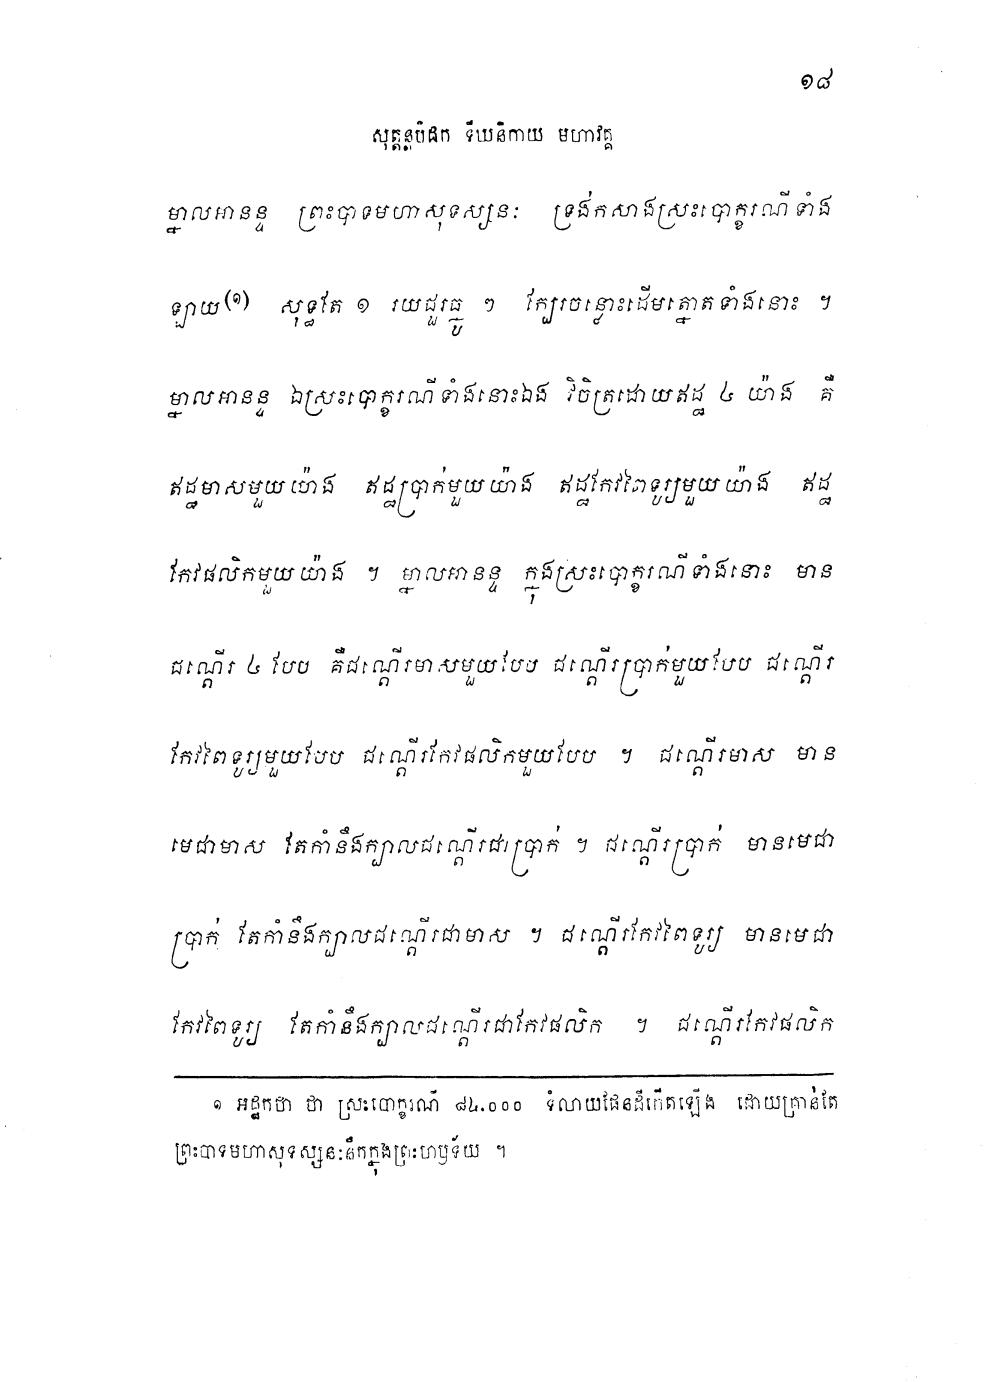 ១៨
សុត្តន្តបិដក ទីឃនិកាយ មហាវគ្គ
ម្នាលអានន្ទ ព្រះបាទមហាសុទស្សនៈ ទ្រង់កសាងស្រះបោក្ខរណីទាំង
ឡាយ(១) សុទ្ធតែ ១ រយជួរធ្នូ ៗ ក្បែរចន្លោះដើមត្នោតទាំងនោះ ។
ម្នាលអានន្ទ ឯស្រះបោក្ខរណីទាំងនោះឯង វិចិត្រដោយឥដ្ឋ ៤ យ៉ាង គឺ
ឥដ្ឋមាសមួយយ៉ាង ឥដ្ឋប្រាក់មួយយ៉ាង ឥដ្ឋកែវពៃទូរ្យមួយយ៉ាង ឥដ្ឋ
កែវផលិកមួយយ៉ាង ។ ម្នាលអានន្ទ ក្នុងស្រះបោក្ខរណីទាំងនោះ មាន
ជណ្តើរ ៤ បែប គឺជណ្តើរមាសមួយបែប ជណ្តើរប្រាក់មួយបែប ជណ្តើរ
កែវពៃទូរ្យមួយបែប ជណ្តើរកែវផលិកមួយបែប ។ ជណ្តើរមាស មាន
មេជាមាស តែកាំនឹងក្បាលជណ្តើរជាប្រាក់ ។ ជណ្តើរប្រាក់ មានមេជា
ប្រាក់ តែកាំនឹងក្បាលជណ្តើរជាមាស ។ ជណ្តើរកែវពៃទូរ្យ មានមេជា
កែវពៃទូរ្យ តែកាំនឹងក្បាលជណ្តើរជាកែវផលិក ។ ជណ្តើរកែវផលិក
១ អដ្ឋកថា ថា ស្រះបោក្ខរណី ៨៤.០០០ ទំលាយផែនដីកើតឡើង ដោយគ្រាន់តែ
ព្រះបាទមហាសុទស្សនៈនឹកក្នុងព្រះហឫទ័យ ។